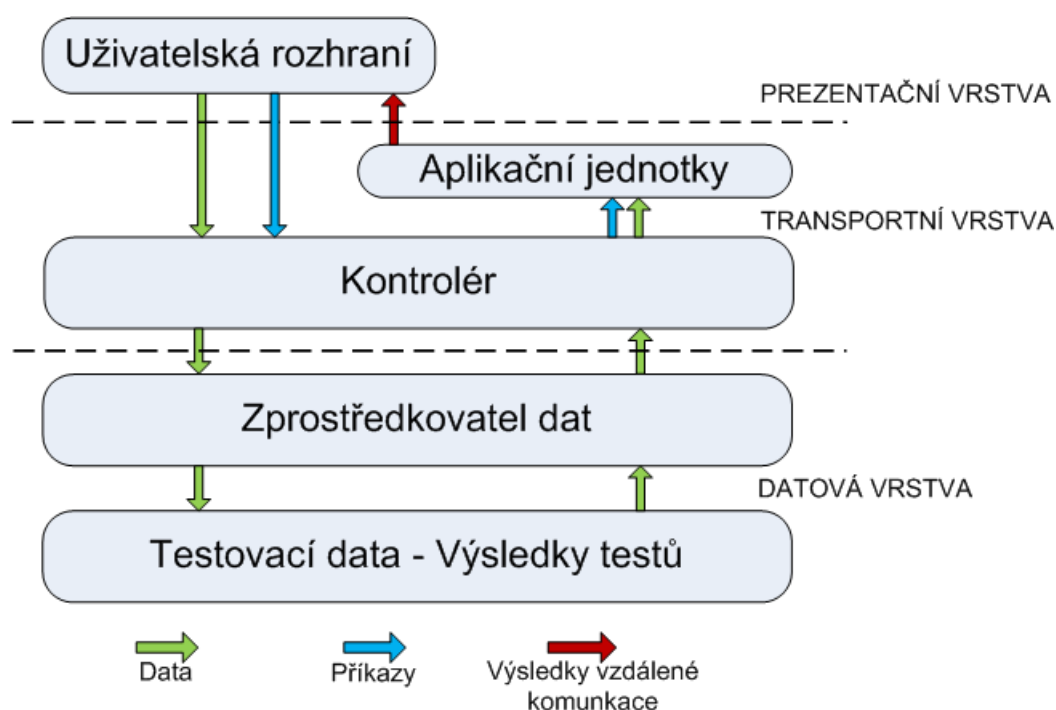 Uživatelská rozhraní
PREZENTAČNÍ VRSTVA
Aplikační jednotky
TRANSPORTNÍ VRSTVA
Kontrolér
Zprostředkovatel dat
DATOVÁ VRSTVA
Testovací data - Výsledky testů
Data
Příkazy
Výsledky vzdálené
komunkace